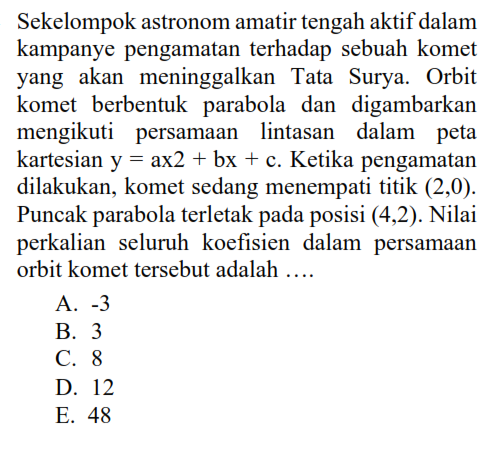 Sekelompok astronom amatir tengah aktif dalam
kampanye pengamatan terhadap sebuah komet
yang akan meninggalkan Tata Surya. Orbit
komet berbentuk parabola dan digambarkan
mengikuti persamaan lintasan dalam peta
kartesian y = ax2 + bx + c. Ketika pengamatan
dilakukan, komet sedang menempati titik (2,0).
Puncak parabola terletak pada posisi (4,2). Nilai
perkalian seluruh koefisien dalam persamaan
orbit komet tersebut adalah ....
A. -3
B. 3
C. 8
D. 12
E. 48